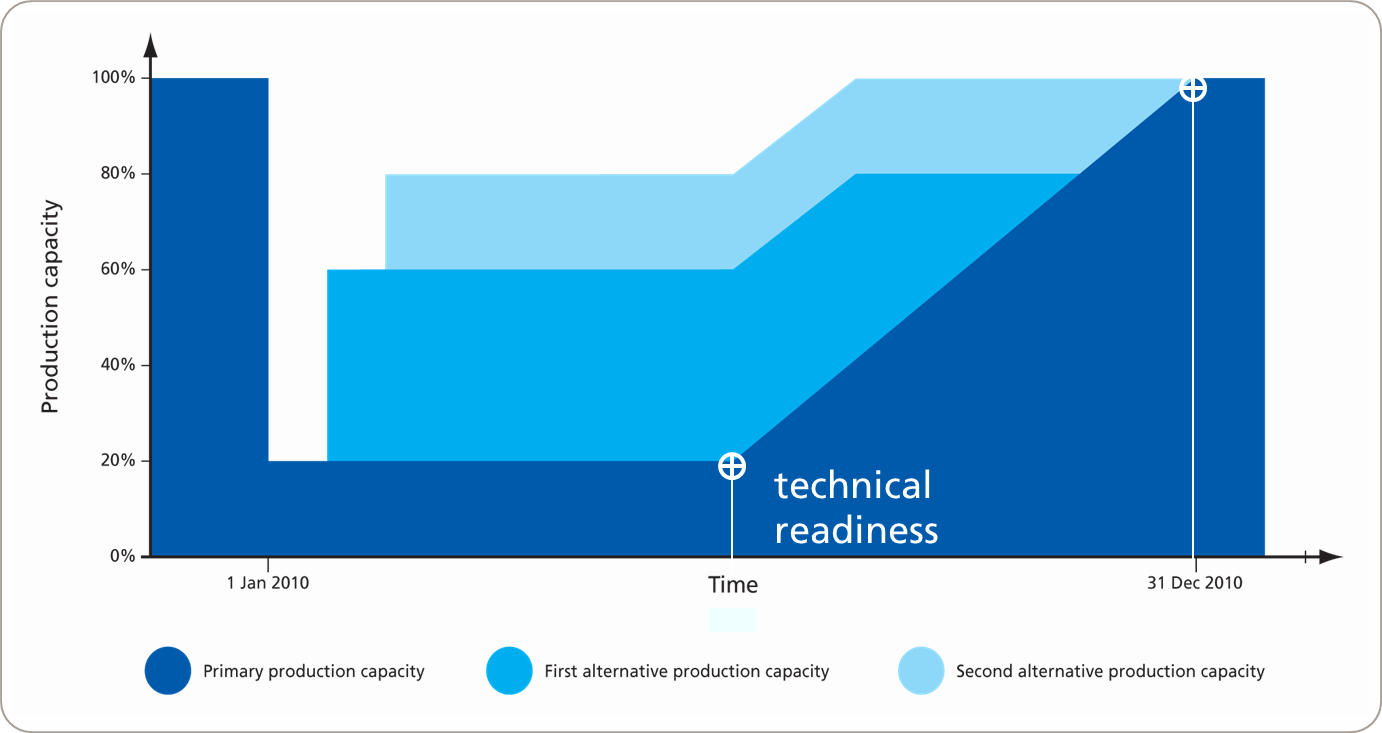 100%
80%
60%
40%
20%
0%
Production capacity
technical
readiness
1 Jan 2010
Time
31 Dec 2010
Primary production capacity
First alternative production capacity
Second alternative production capacity